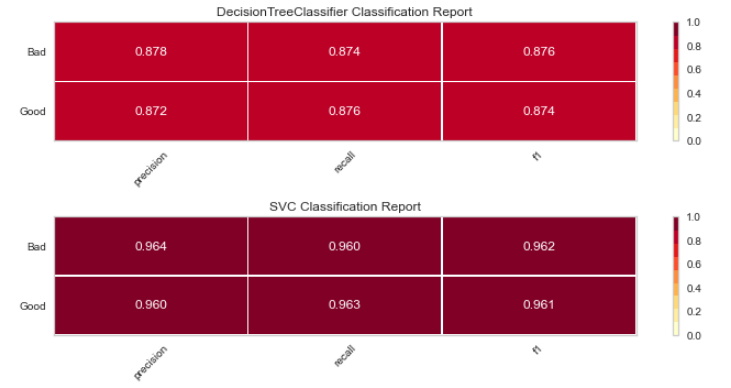 DecisionTreeClassifier Classification Report
1.0
Bad 0.878 0.874 0.876
0.8
0.6
0.4
Good 0.872 0.876 0.874
0.2
0.0
precision recall f1
SVC Classification Report
1.0
Bad 0.964 0.960 0.962
0.8
0.6
0.4
Good 0.960 0.963 0.961
0.2
0.0
precision recall f1